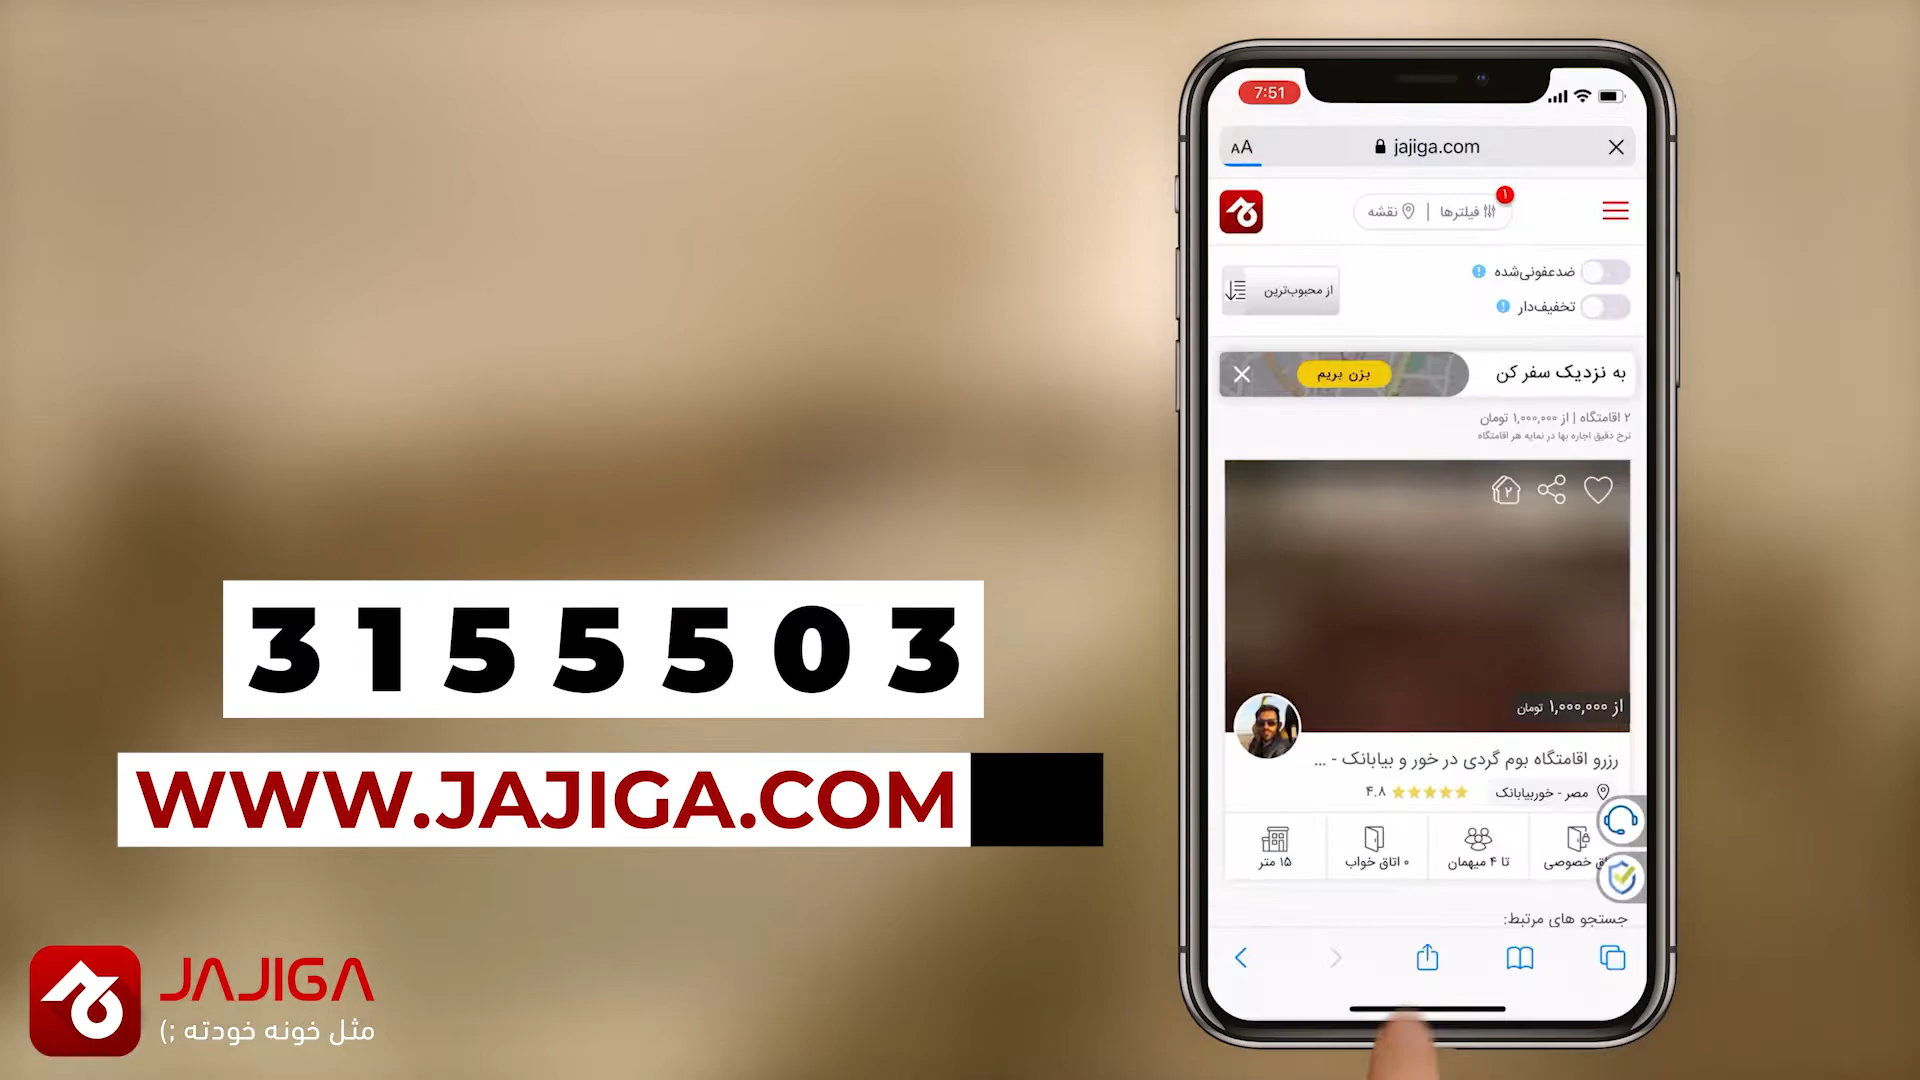 3155503
WWW.JAJIGA.COM
JAJIGA
مثل خونه خودته ;)
7:51
AA
jajiga.com
۱
فیلترها | نقشه
ضدعفونی‌شده
از محبوب‌ترین
تخفیف‌دار
به نزدیک سفر کن
بزن بریم
۲ اقامتگاه | از ۱,۰۰۰,۰۰۰ تومان
نرخ دقیق اجاره بها در نمایه هر اقامتگاه
۲
از ۱,۰۰۰,۰۰۰ تومان
رزرو اقامتگاه بوم گردی در خور و بیابانک - ...
مصر - خوربیابانک
۴.۸
خصوصی
تا ۴ میهمان
۰ اتاق خواب
۱۵ متر
جستجو های مرتبط: